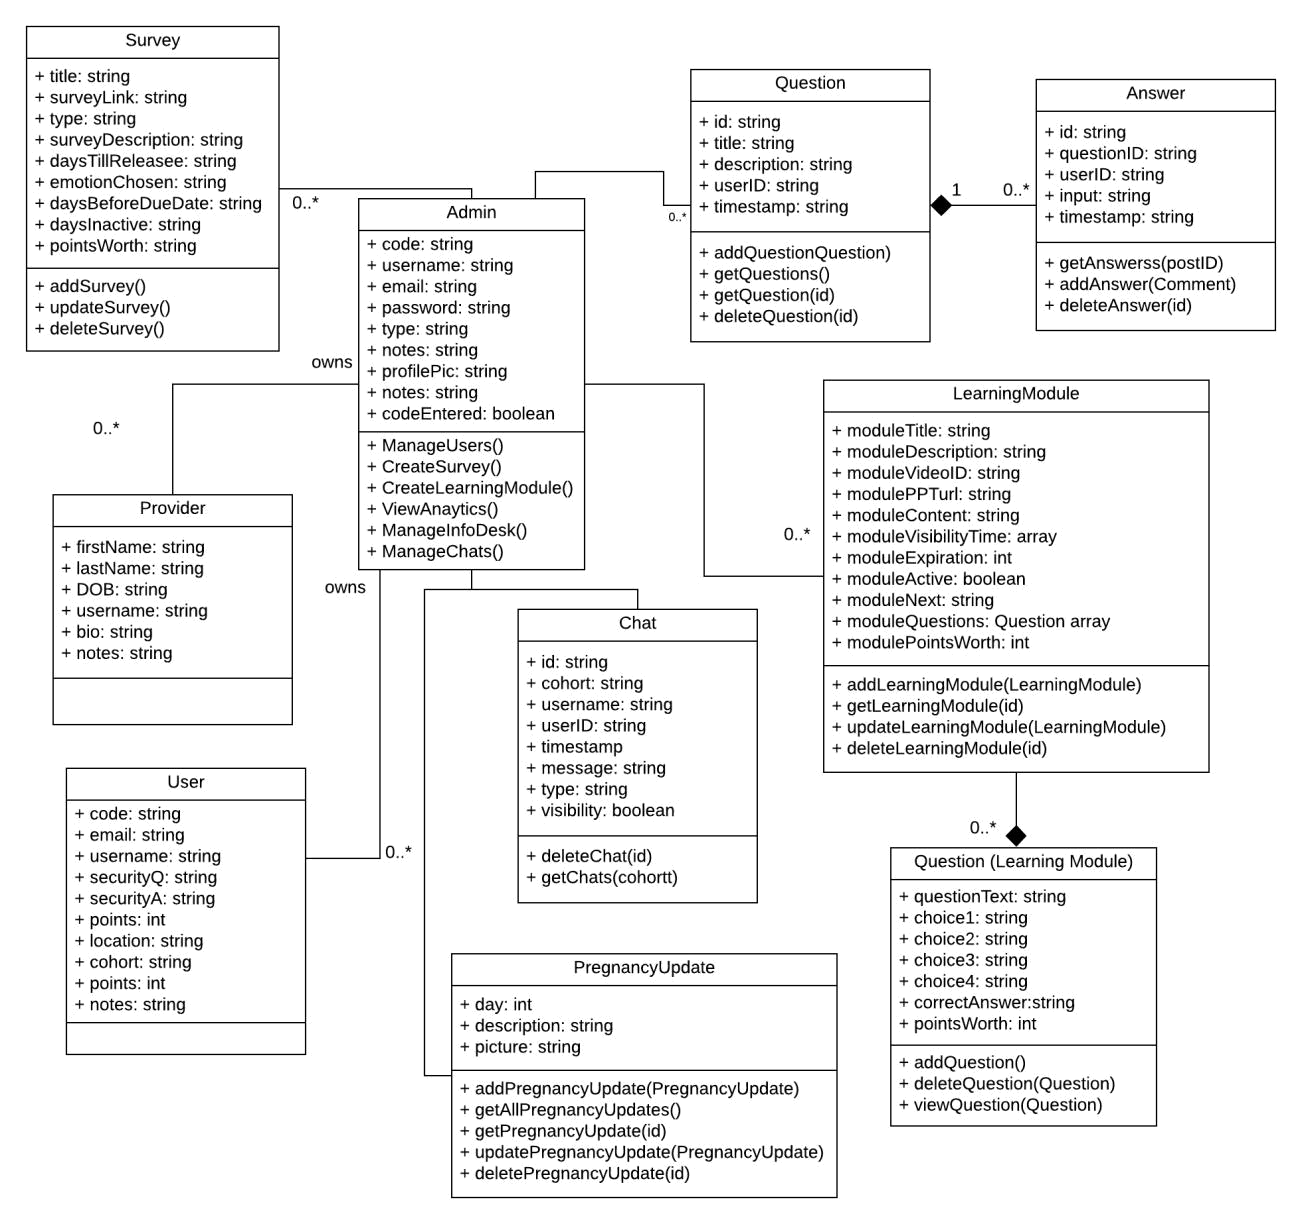 Survey
+ title: string
+ surveyLink: string
+ type: string
+ surveyDescription: string
+ daysTillReleasee: string
+ emotionChosen: string
+ daysBeforeDueDate: string
+ daysInactive: string
+ pointsWorth: string
+ addSurvey()
+ updateSurvey()
+ deleteSurvey()
0..*
Admin
+ code: string
+ username: string
+ email: string
+ password: string
+ type: string
+ notes: string
+ profilePic: string
+ notes: string
+ codeEntered: boolean
+ ManageUsers()
+ CreateSurvey()
+ CreateLearningModule()
+ ViewAnaytics()
+ ManageInfoDesk()
+ ManageChats()
0..*
Question
+ id: string
+ title: string
+ description: string
+ userID: string
+ timestamp: string
+ addQuestionQuestion)
+ getQuestions()
+ getQuestion(id)
+ deleteQuestion(id)
1
0..*
Answer
+ id: string
+ questionID: string
+ userID: string
+ input: string
+ timestamp: string
+ getAnswerss(postID)
+ addAnswer(Comment)
+ deleteAnswer(id)
owns
0..*
Provider
+ firstName: string
+ lastName: string
+ DOB: string
+ username: string
+ bio: string
+ notes: string
0..*
LearningModule
+ moduleTitle: string
+ moduleDescription: string
+ moduleVideoID: string
+ modulePPTurl: string
+ moduleContent: string
+ moduleVisibilityTime: array
+ moduleExpiration: int
+ moduleActive: boolean
+ moduleNext: string
+ moduleQuestions: Question array
+ modulePointsWorth: int
+ addLearningModule(LearningModule)
+ getLearningModule(id)
+ updateLearningModule(LearningModule)
+ deleteLearningModule(id)
owns
0..*
User
+ code: string
+ email: string
+ username: string
+ securityQ: string
+ securityA: string
+ points: int
+ location: string
+ cohort: string
+ points: int
+ notes: string
Chat
+ id: string
+ cohort: string
+ username: string
+ userID: string
+ timestamp
+ message: string
+ type: string
+ visibility: boolean
+ deleteChat(id)
+ getChats(cohortt)
0..*
Question (Learning Module)
+ questionText: string
+ choice1: string
+ choice2: string
+ choice3: string
+ choice4: string
+ correctAnswer:string
+ pointsWorth: int
+ addQuestion()
+ deleteQuestion(Question)
+ viewQuestion(Question)
PregnancyUpdate
+ day: int
+ description: string
+ picture: string
+ addPregnancyUpdate(PregnancyUpdate)
+ getAllPregnancyUpdates()
+ getPregnancyUpdate(id)
+ updatePregnancyUpdate(PregnancyUpdate)
+ deletePregnancyUpdate(id)